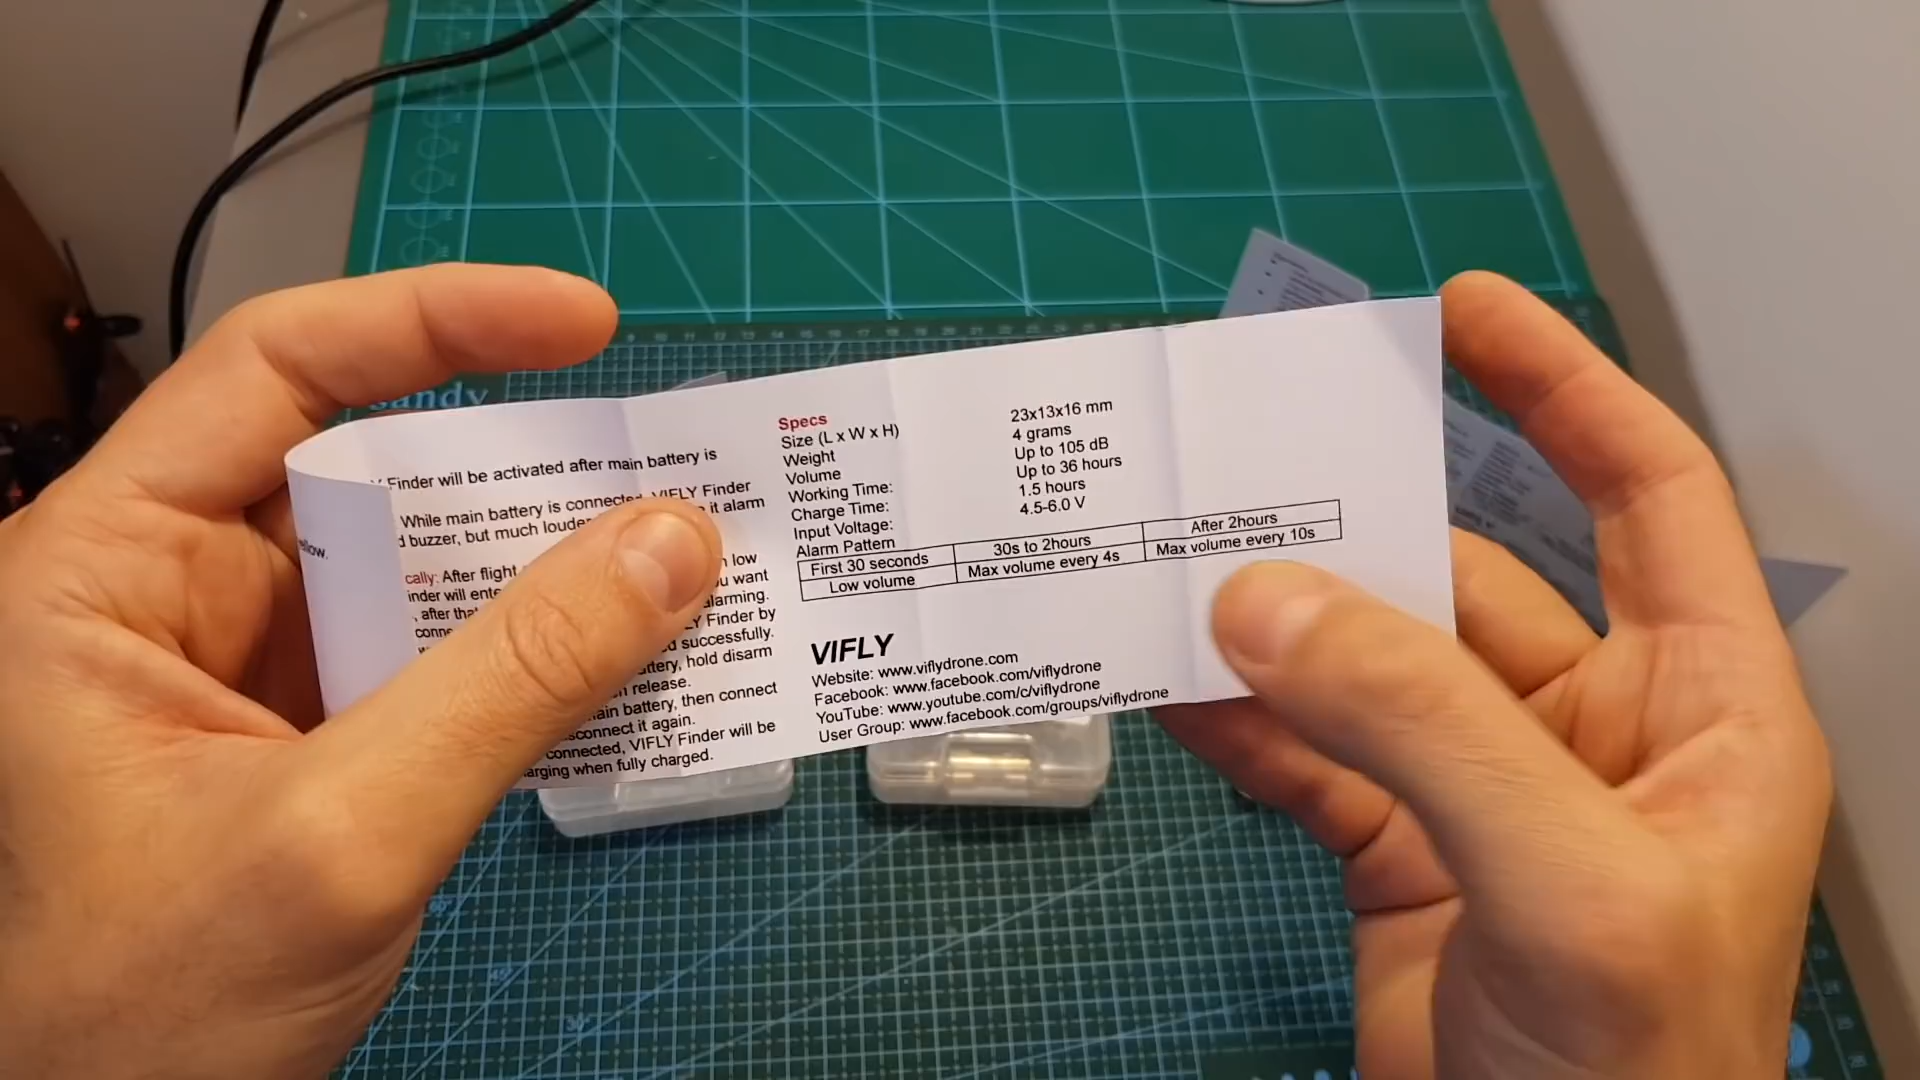 sandy
Finder will be activated after main battery is
While main battery is connected, VIFLY Finder
d buzzer, but much louder
it alarm
cally: After flight
low
inder will ente
u want
, after that
alarming.
conne
LY Finder by
d successfully.
ttery, hold disarm
n release.
ain battery, then connect
sconnect it again.
connected, VIFLY Finder will be
arging when fully charged.
ellow.
Specs
Size (L x W x H) 23x13x16 mm
Weight 4 grams
Volume Up to 105 dB
Working Time: Up to 36 hours
Charge Time: 1.5 hours
Input Voltage: 4.5-6.0 V
Alarm Pattern
First 30 seconds 30s to 2hours After 2hours
Low volume Max volume every 4s Max volume every 10s
VIFLY
Website: www.viflydrone.com
Facebook: www.facebook.com/viflydrone
YouTube: www.youtube.com/c/viflydrone
User Group: www.facebook.com/groups/viflydrone